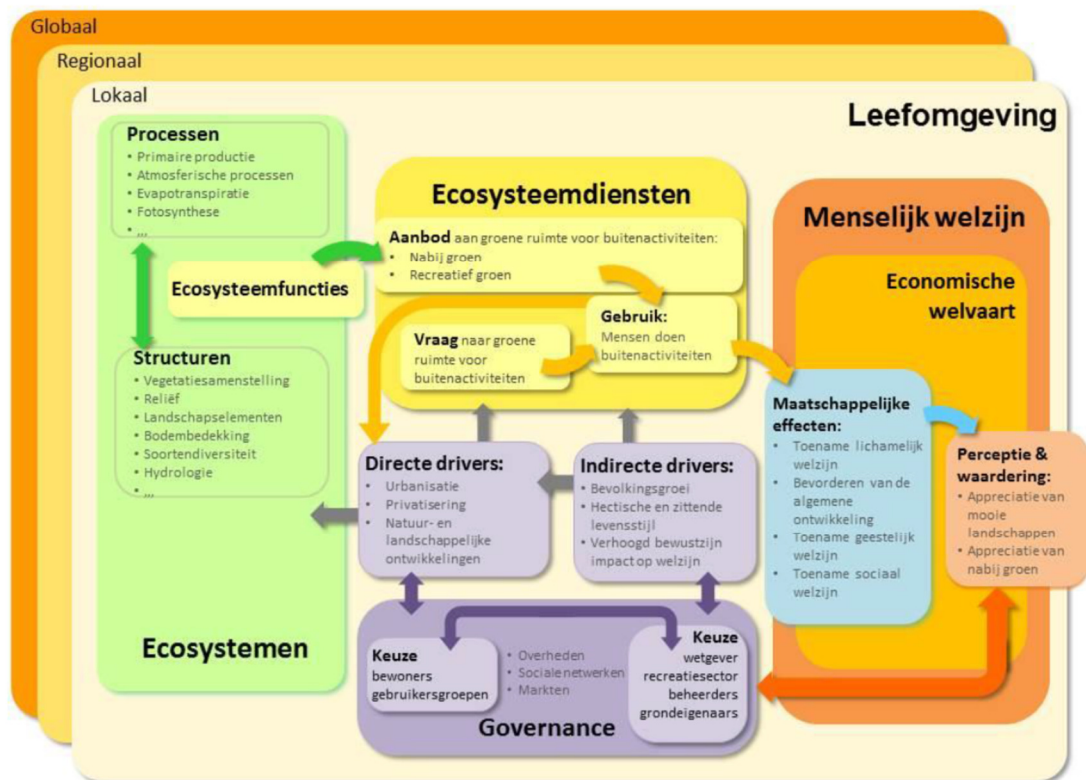 Globaal
Regionaal
Lokaal
Leefomgeving
Processen
• Primaire productie
• Atmosferische processen
• Evapotranspiratie
• Fotosynthese
• ...
Ecosysteemfuncties
Structuren
• Vegetatiesamenstelling
• Reliëf
• Landschapselementen
• Bodembedekking
• Soortendiversiteit
• Hydrologie
• ...
Ecosystemen
Ecosysteemdiensten
Aanbod aan groene ruimte voor buitenactiviteiten:
• Nabij groen
• Recreatief groen
Gebruik:
Mensen doen
buitenactiviteiten
Vraag naar groene
ruimte voor
buitenactiviteiten
Directe drivers:
• Urbanisatie
• Privatisering
• Natuur- en
landschappelijke
ontwikkelingen
Indirecte drivers:
• Bevolkingsgroei
• Hectische en zittende
levensstijl
• Verhoogd bewustzijn
impact op welzijn
Keuze
bewoners
gebruikersgroepen
• Overheden
• Sociale netwerken
• Markten
Keuze
wetgever
recreatiesector
beheerders
grondeigenaars
Governance
Menselijk welzijn
Economische
welvaart
Maatschappelijke
effecten:
• Toename lichamelijk
welzijn
• Bevorderen van de
algemene
ontwikkeling
• Toename geestelijk
welzijn
• Toename sociaal
welzijn
Perceptie &
waardering:
• Appreciatie van
mooie
landschappen
• Appreciatie van
nabij groen